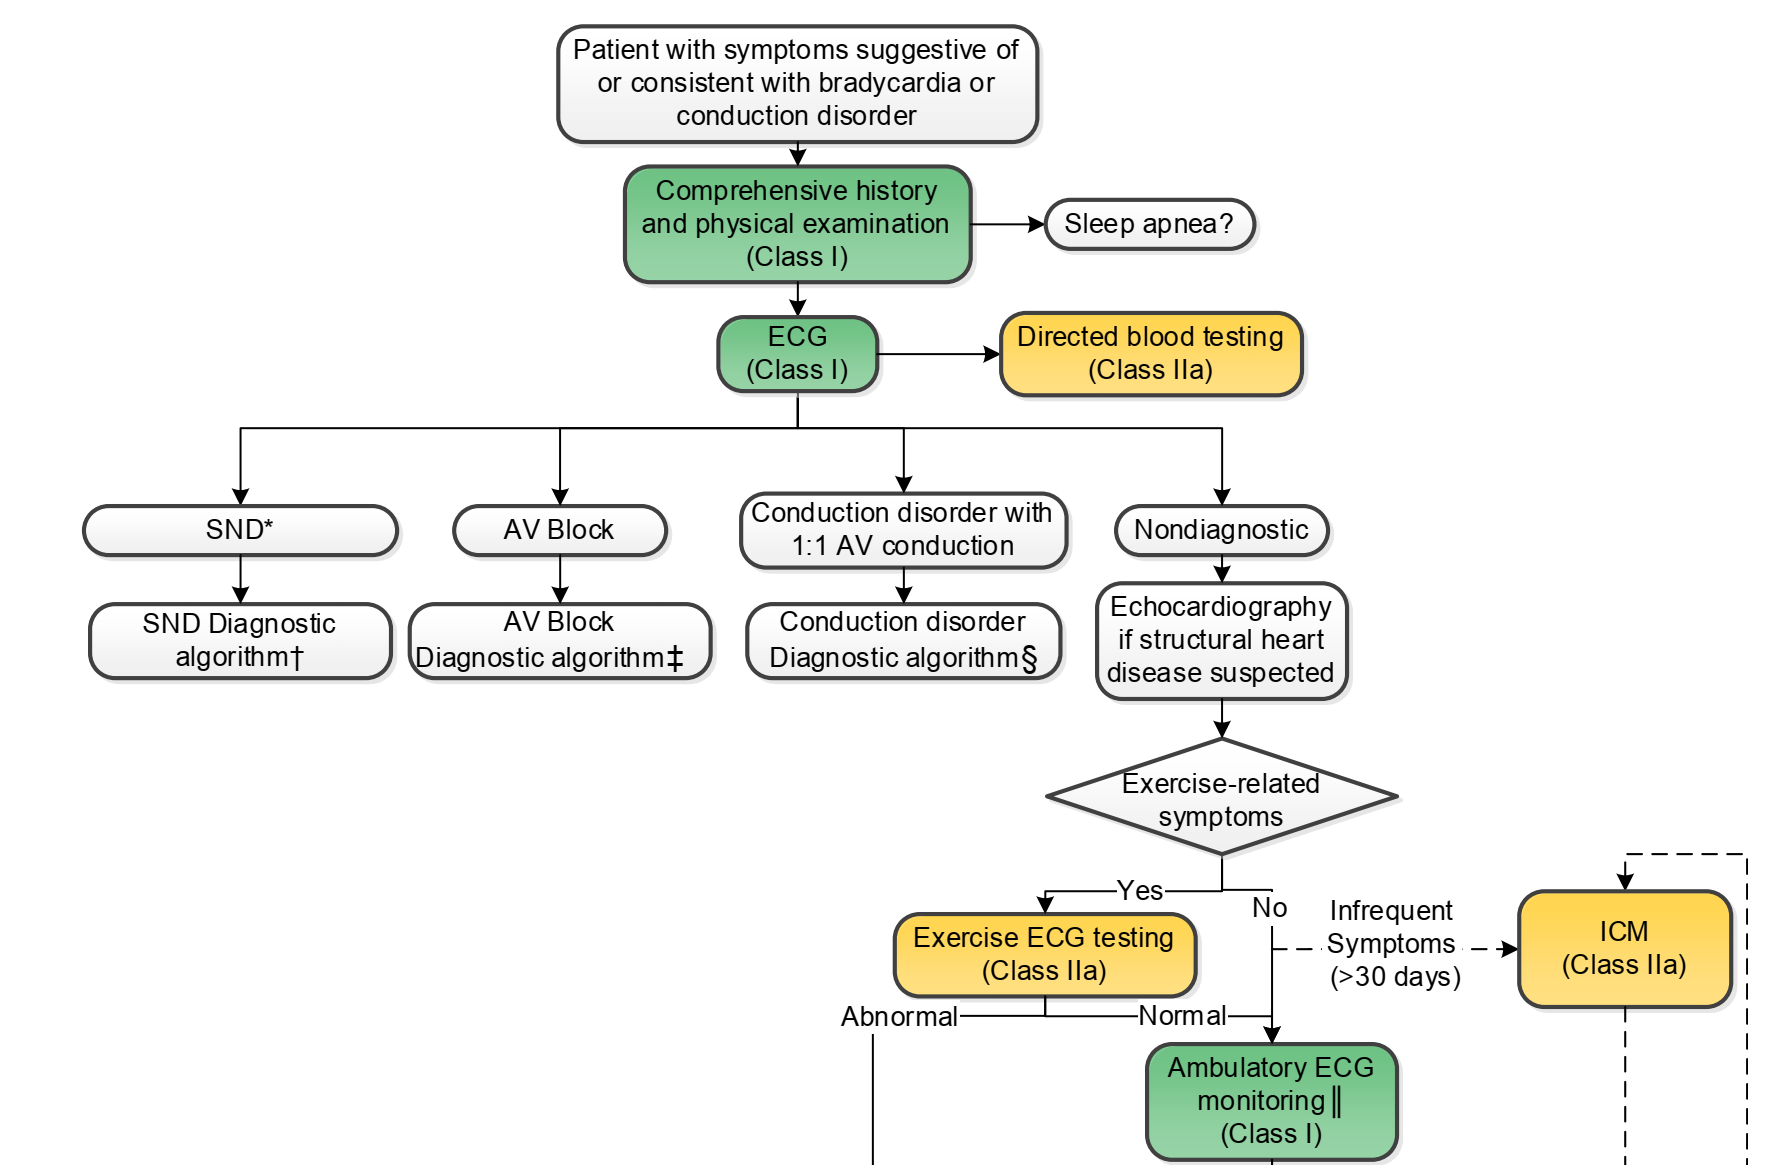 Patient with symptoms suggestive of
or consistent with bradycardia or
conduction disorder
Comprehensive history
and physical examination
(Class I)
Sleep apnea?
ECG
(Class I)
Directed blood testing
(Class IIa)
SND*
AV Block
Conduction disorder with
1:1 AV conduction
Nondiagnostic
SND Diagnostic
algorithm†
AV Block
Diagnostic algorithm‡
Conduction disorder
Diagnostic algorithm§
Echocardiography
if structural heart
disease suspected
Exercise-related
symptoms
Yes
No
Infrequent
Symptoms
(>30 days)
ICM
(Class IIa)
Exercise ECG testing
(Class IIa)
Abnormal
Normal
Ambulatory ECG
monitoring║
(Class I)